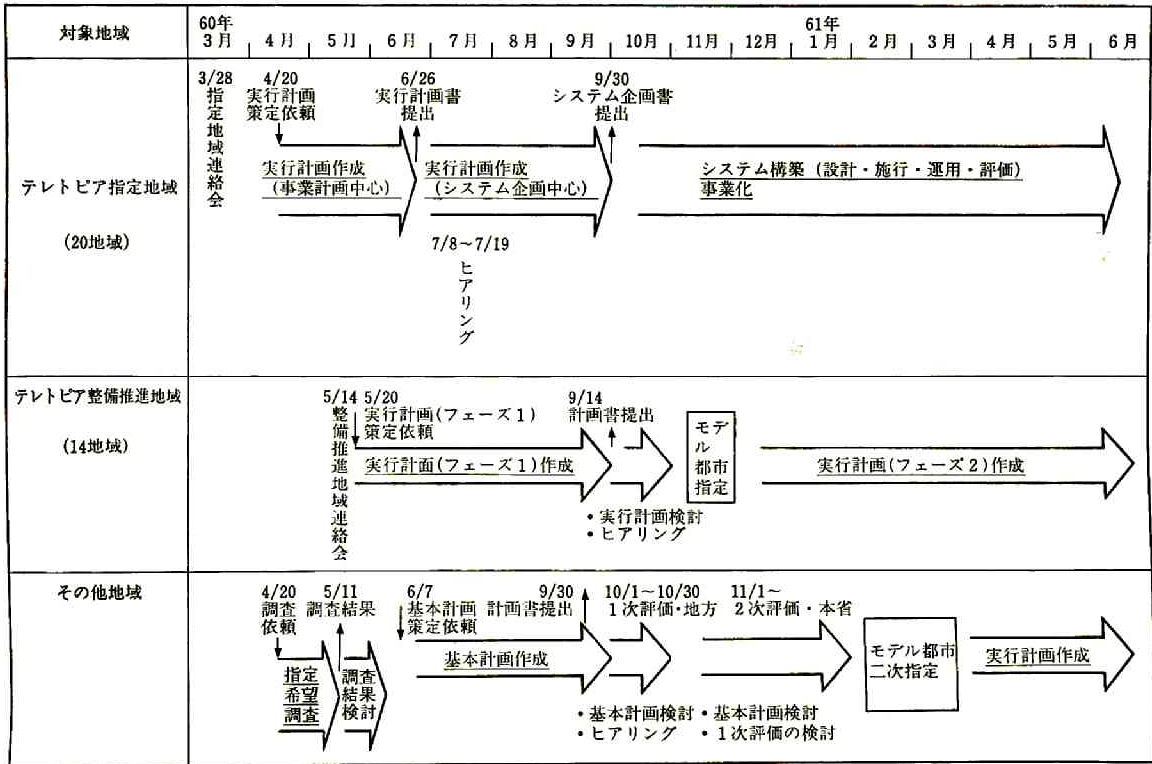 対象地域
60年
3月
4月
5月
6月
7月
8月
9月
10月
11月
12月
61年
1月
2月
3月
4月
5月
6月
テレトピア指定地域
(20地域)
3/28
指定地域連絡会
4/20
実行計画
策定依頼
6/26
実行計画書
提出
9/30
システム企画書
提出
実行計画作成
(事業計画中心)
実行計画作成
(システム企画中心)
システム構築(設計・施行・運用・評価)
事業化
7/8〜7/19
ヒアリング
テレトピア整備推進地域
(14地域)
5/14
整備推進地域連絡会
5/20
実行計画(フェーズ1)
策定依頼
9/14
計画書提出
実行計面(フェーズ1)作成
・実行計画検討
・ヒアリング
モデル
都市
指定
実行計画(フェーズ2)作成
その他地域
4/20
調査
依頼
5/11
調査結果
6/7
基本計画
策定依頼
9/30
計画書提出
10/1〜10/30
1次評価・地方
11/1〜
2次評価・本省
指定
希望
調査
調査
結果
検討
基本計画作成
・基本計画検討
・ヒアリング
・基本計画検討
・1次評価の検討
モデル都市
二次指定
実行計画作成